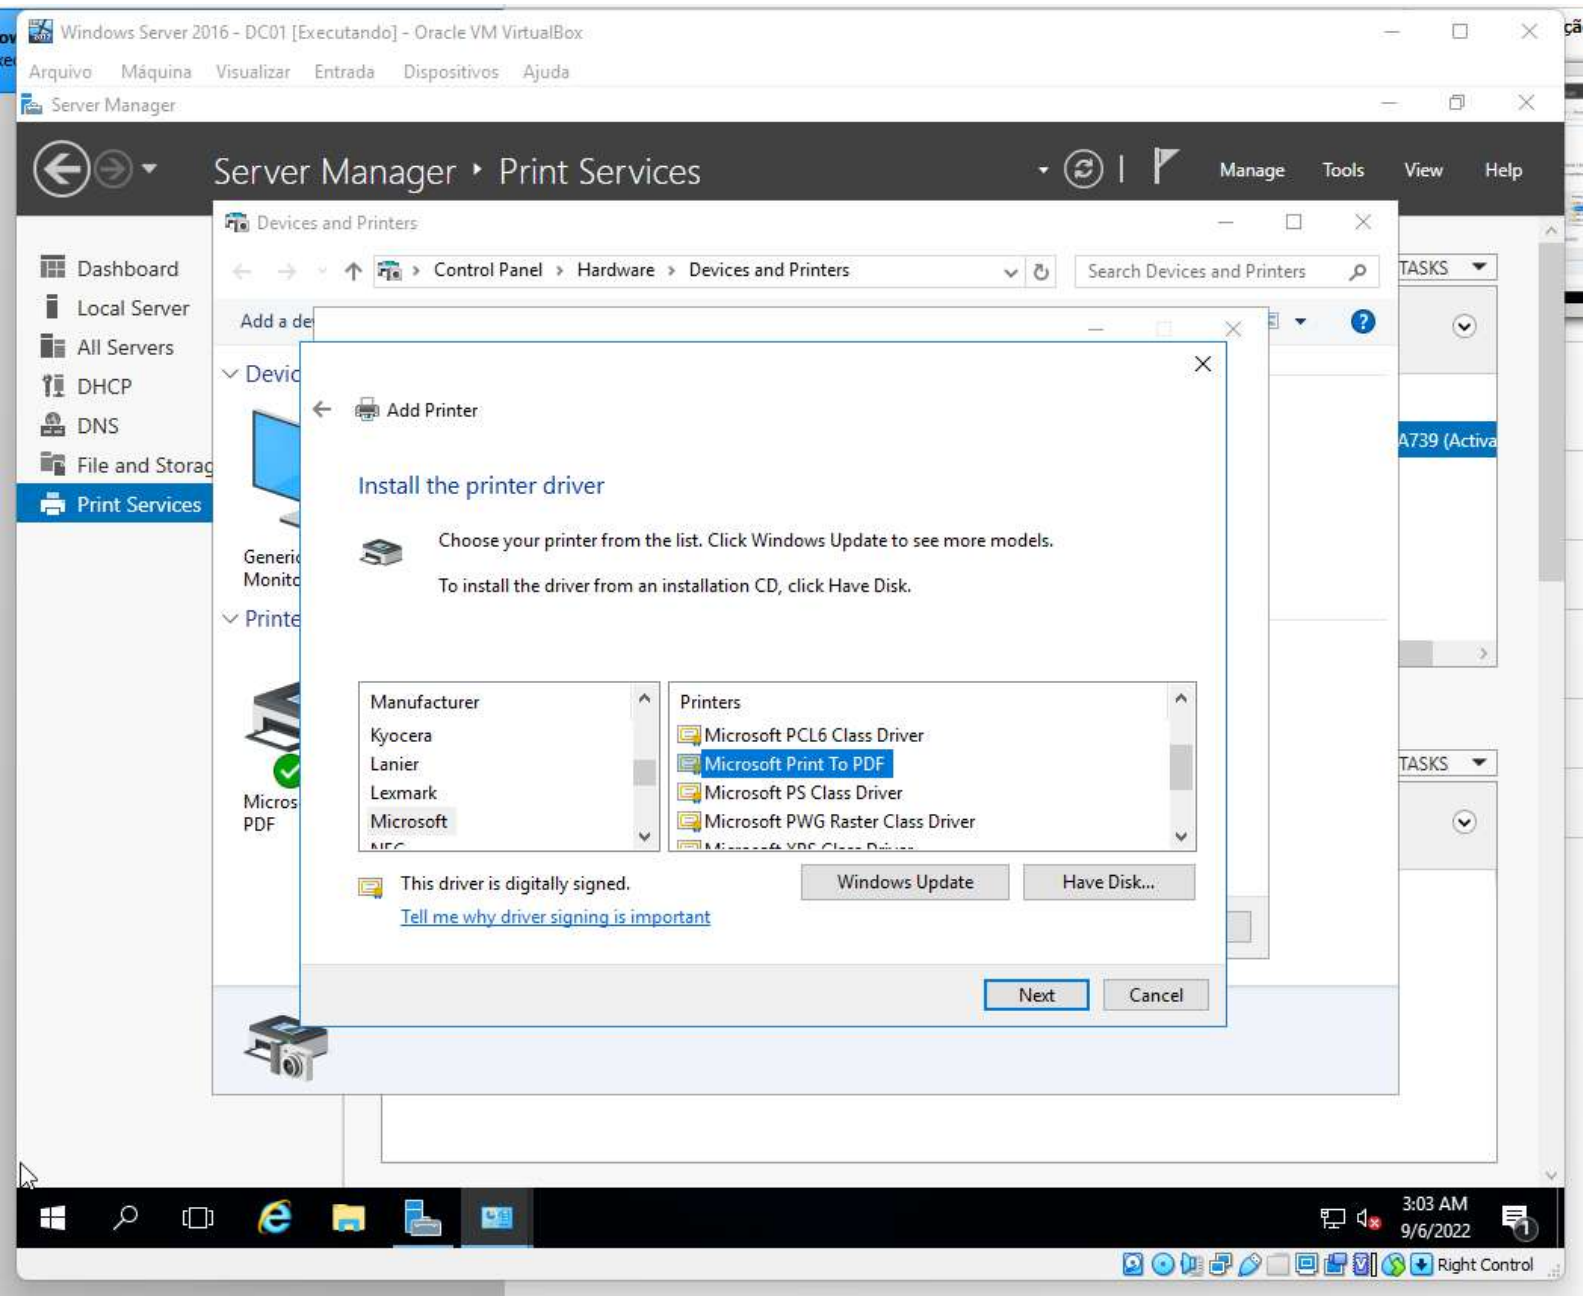 Windows Server 2016 - DC01 [Executando] - Oracle VM VirtualBox
Arquivo Máquina Visualizar Entrada Dispositivos Ajuda
Server Manager
Server Manager Print Services
Manage Tools View Help
Devices and Printers
Control Panel > Hardware > Devices and Printers
Search Devices and Printers
TASKS
Dashboard
Local Server
All Servers
DHCP
DNS
File and Storag
Print Services
Add a de
Devic
Generic
Monito
Printe
Micros
PDF
A739 (Activa
TASKS
Add Printer
Install the printer driver
Choose your printer from the list. Click Windows Update to see more models.
To install the driver from an installation CD, click Have Disk.
Manufacturer
Kyocera
Lanier
Lexmark
Microsoft
NEC
Printers
Microsoft PCL6 Class Driver
Microsoft Print To PDF
Microsoft PS Class Driver
Microsoft PWG Raster Class Driver
Microsoft XPS Class Driver
This driver is digitally signed.
Tell me why driver signing is important
Windows Update
Have Disk...
Next
Cancel
3:03 AM
9/6/2022
1
Right Control